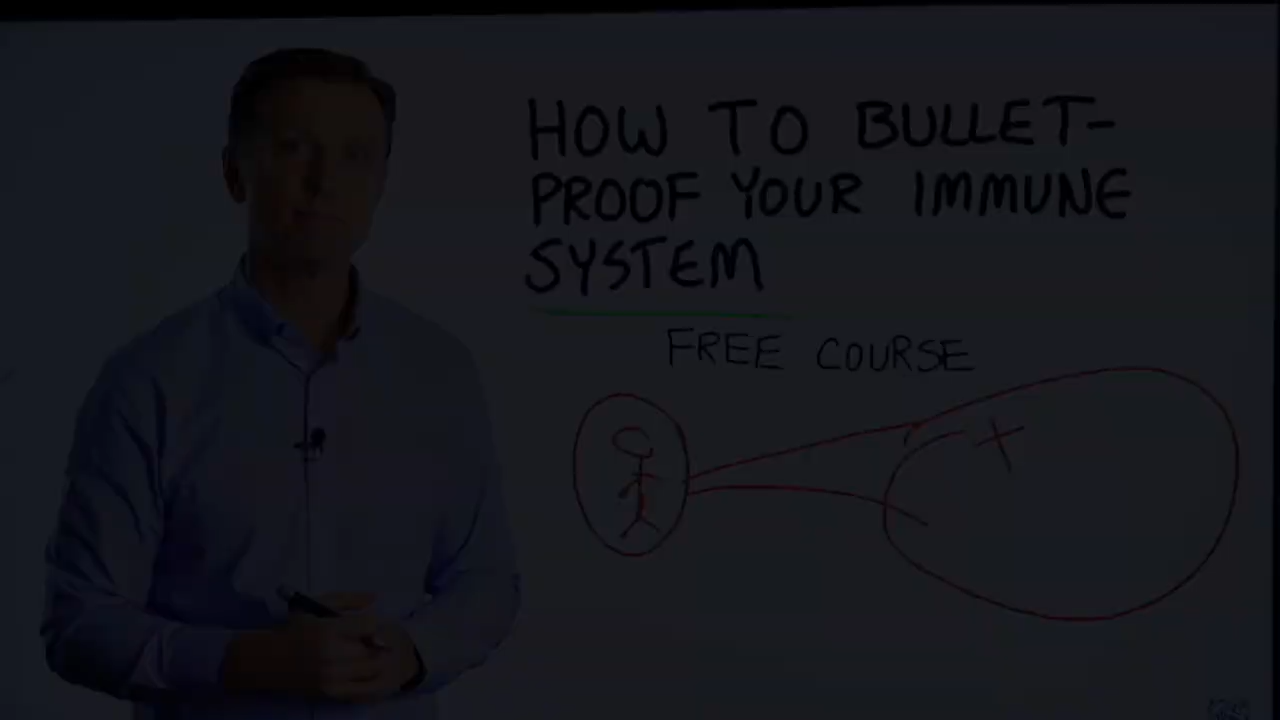 HOW TO BULLET-
PROOF YOUR IMMUNE
SYSTEM
FREE COURSE